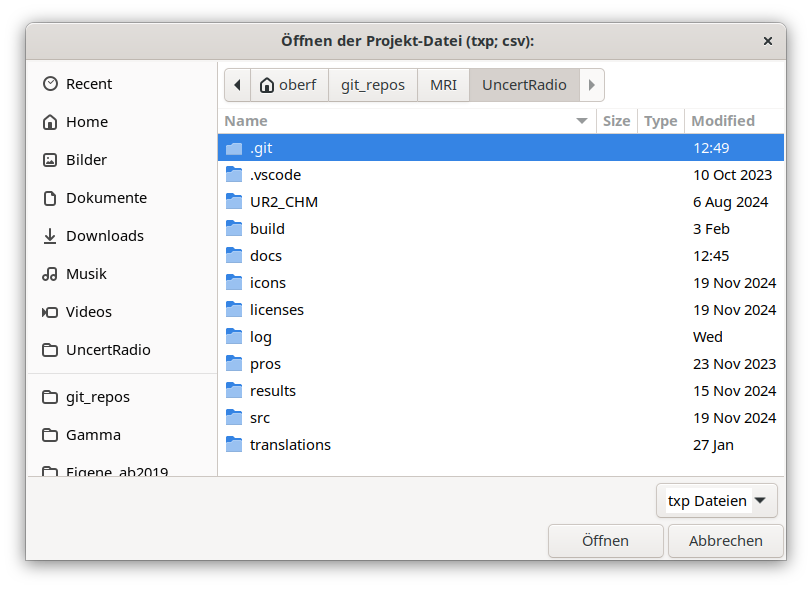 Öffnen der Projekt-Datei (txp; csv):
Recent
Home
Bilder
Dokumente
Downloads
Musik
Videos
UncertRadio
git_repos
Gamma
Eigene_ab2019
oberf git_repos MRI UncertRadio
Name Size Type Modified
.git 12:49
.vscode 10 Oct 2023
UR2_CHM 6 Aug 2024
build 3 Feb
docs 12:45
icons 19 Nov 2024
licenses 19 Nov 2024
log Wed
pros 23 Nov 2023
results 15 Nov 2024
src 19 Nov 2024
translations 27 Jan
txp Dateien
Öffnen Abbrechen